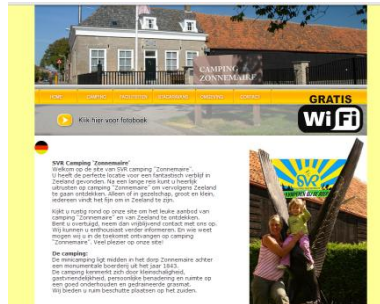 CAMPING
ZONNEMAIRE
HOME
CAMPING
FACILITEITEN
OMGEVING
CONTACT
GRATIS
WiFi
Klik hier voor fotoboek
SVR Camping "Zonnemaire"
Welkom op de site van SVR camping "Zonnemaire".
U heeft de perfecte locatie voor een fantastisch verblijf in
Zeeland gevonden. Na een lange reis kunt u heerlijk
uitrusten op camping "Zonnemaire" om vervolgens Zeeland
te gaan ontdekken. Alleen of in gezelschap, groot en klein,
iedereen vindt het fijn om in Zeeland te zijn.
Kijkt u rustig rond op onze site om het leuke aanbod van
camping "Zonnemaire" en van Zeeland te ontdekken.
Bent u overtuigd, neem dan vrijblijvend contact met ons op.
Wij kunnen u enthousiast verder informeren. En wie weet
mogen wij u in de toekomst ontvangen op camping
"Zonnemaire". Veel plezier op onze site!
De camping:
De minicamping ligt midden in het dorp Zonnemaire achter
een monumentale boerderij uit het jaar 1843.
De camping kenmerkt zich door kleinschaligheid,
gastvriendelijkheid, persoonlijke benadering en ruimte op
een goed onderhouden en gedraineerde grasmat.
Wij bieden u ruim beschutte plaatsen op het zuiden.
SVR